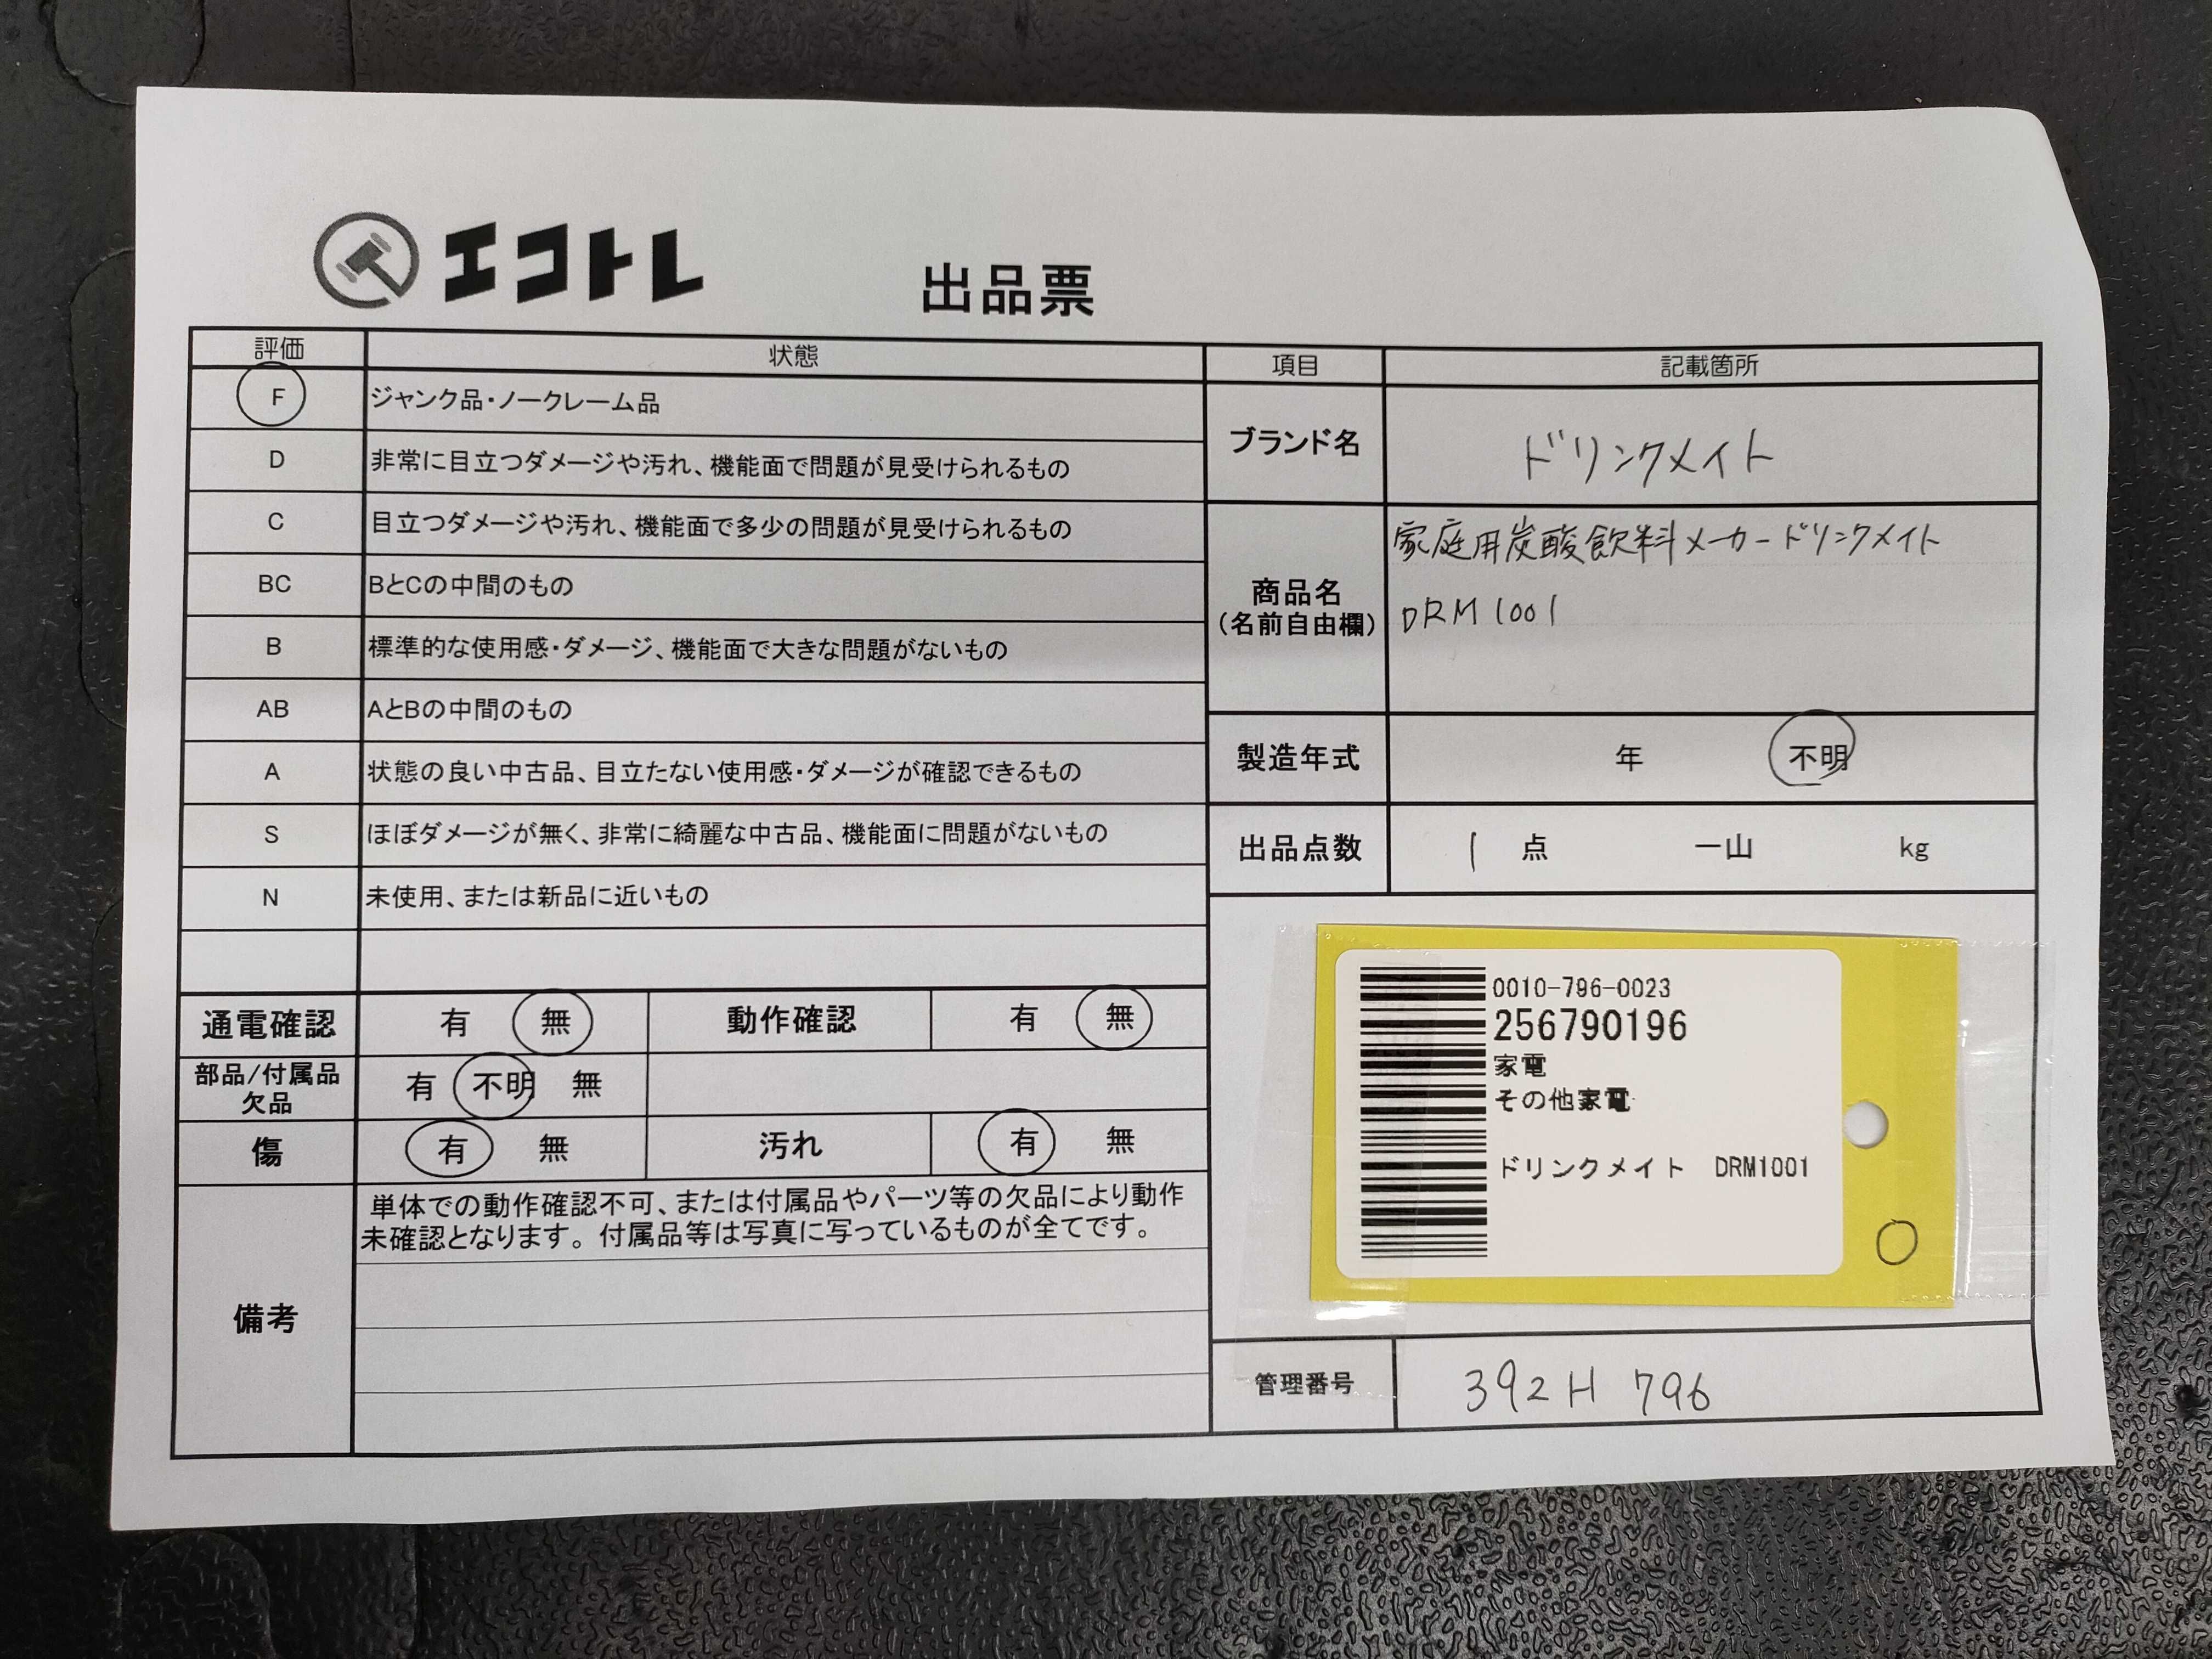 エコトレ
出品票
評価 状態
F ジャンク品・ノークレーム品
D 非常に目立つダメージや汚れ、機能面で問題が見受けられるもの
C 目立つダメージや汚れ、機能面で多少の問題が見受けられるもの
BC BとCの中間のもの
B 標準的な使用感・ダメージ、機能面で大きな問題がないもの
AB AとBの中間のもの
A 状態の良い中古品、目立たない使用感・ダメージが確認できるもの
S ほぼダメージが無く、非常に綺麗な中古品、機能面に問題がないもの
N 未使用、または新品に近いもの
通電確認 有 無 動作確認 有 無
部品/付属品
欠品 有 不明 無
傷 有 無 汚れ 有 無
備考
単体での動作確認不可、または付属品やパーツ等の欠品により動作
未確認となります。付属品等は写真に写っているものが全てです。
項目 記載箇所
ブランド名 ドリンクメイト
商品名
(名前自由欄)
家庭用炭酸飲料メーカードリンクメイト
DRM1001
製造年式 年 不明
出品点数 1 点 一山 kg
0010-796-0023
256790196
家電
その他家電
ドリンクメイト DRM1001
管理番号 392H 796